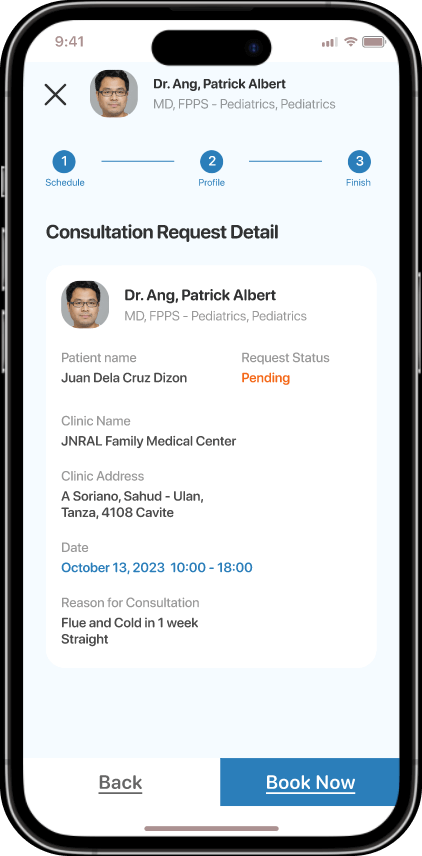 9:41
Dr. Ang, Patrick Albert
MD, FPPS - Pediatrics, Pediatrics
1 2 3
Schedule Profile Finish
Consultation Request Detail
Dr. Ang, Patrick Albert
MD, FPPS - Pediatrics, Pediatrics
Patient name Request Status
Juan Dela Cruz Dizon Pending
Clinic Name
JNRAL Family Medical Center
Clinic Address
A Soriano, Sahud - Ulan,
Tanza, 4108 Cavite
Date
October 13, 2023 10:00 - 18:00
Reason for Consultation
Flue and Cold in 1 week
Straight
Back Book Now